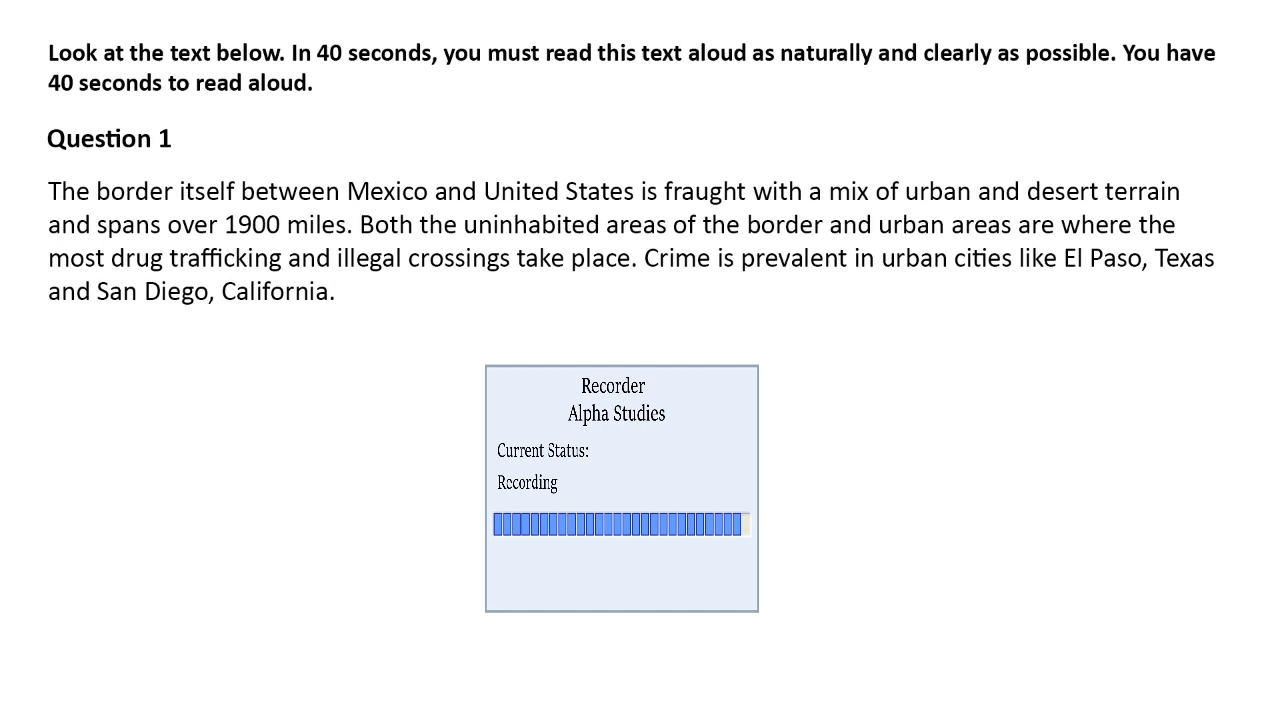 Look at the text below. In 40 seconds, you must read this text aloud as naturally and clearly as possible. You have
40 seconds to read aloud.
Question 1
The border itself between Mexico and United States is fraught with a mix of urban and desert terrain
and spans over 1900 miles. Both the uninhabited areas of the border and urban areas are where the
most drug trafficking and illegal crossings take place. Crime is prevalent in urban cities like El Paso, Texas
and San Diego, California.
Recorder
Alpha Studies
Current Status:
Recording